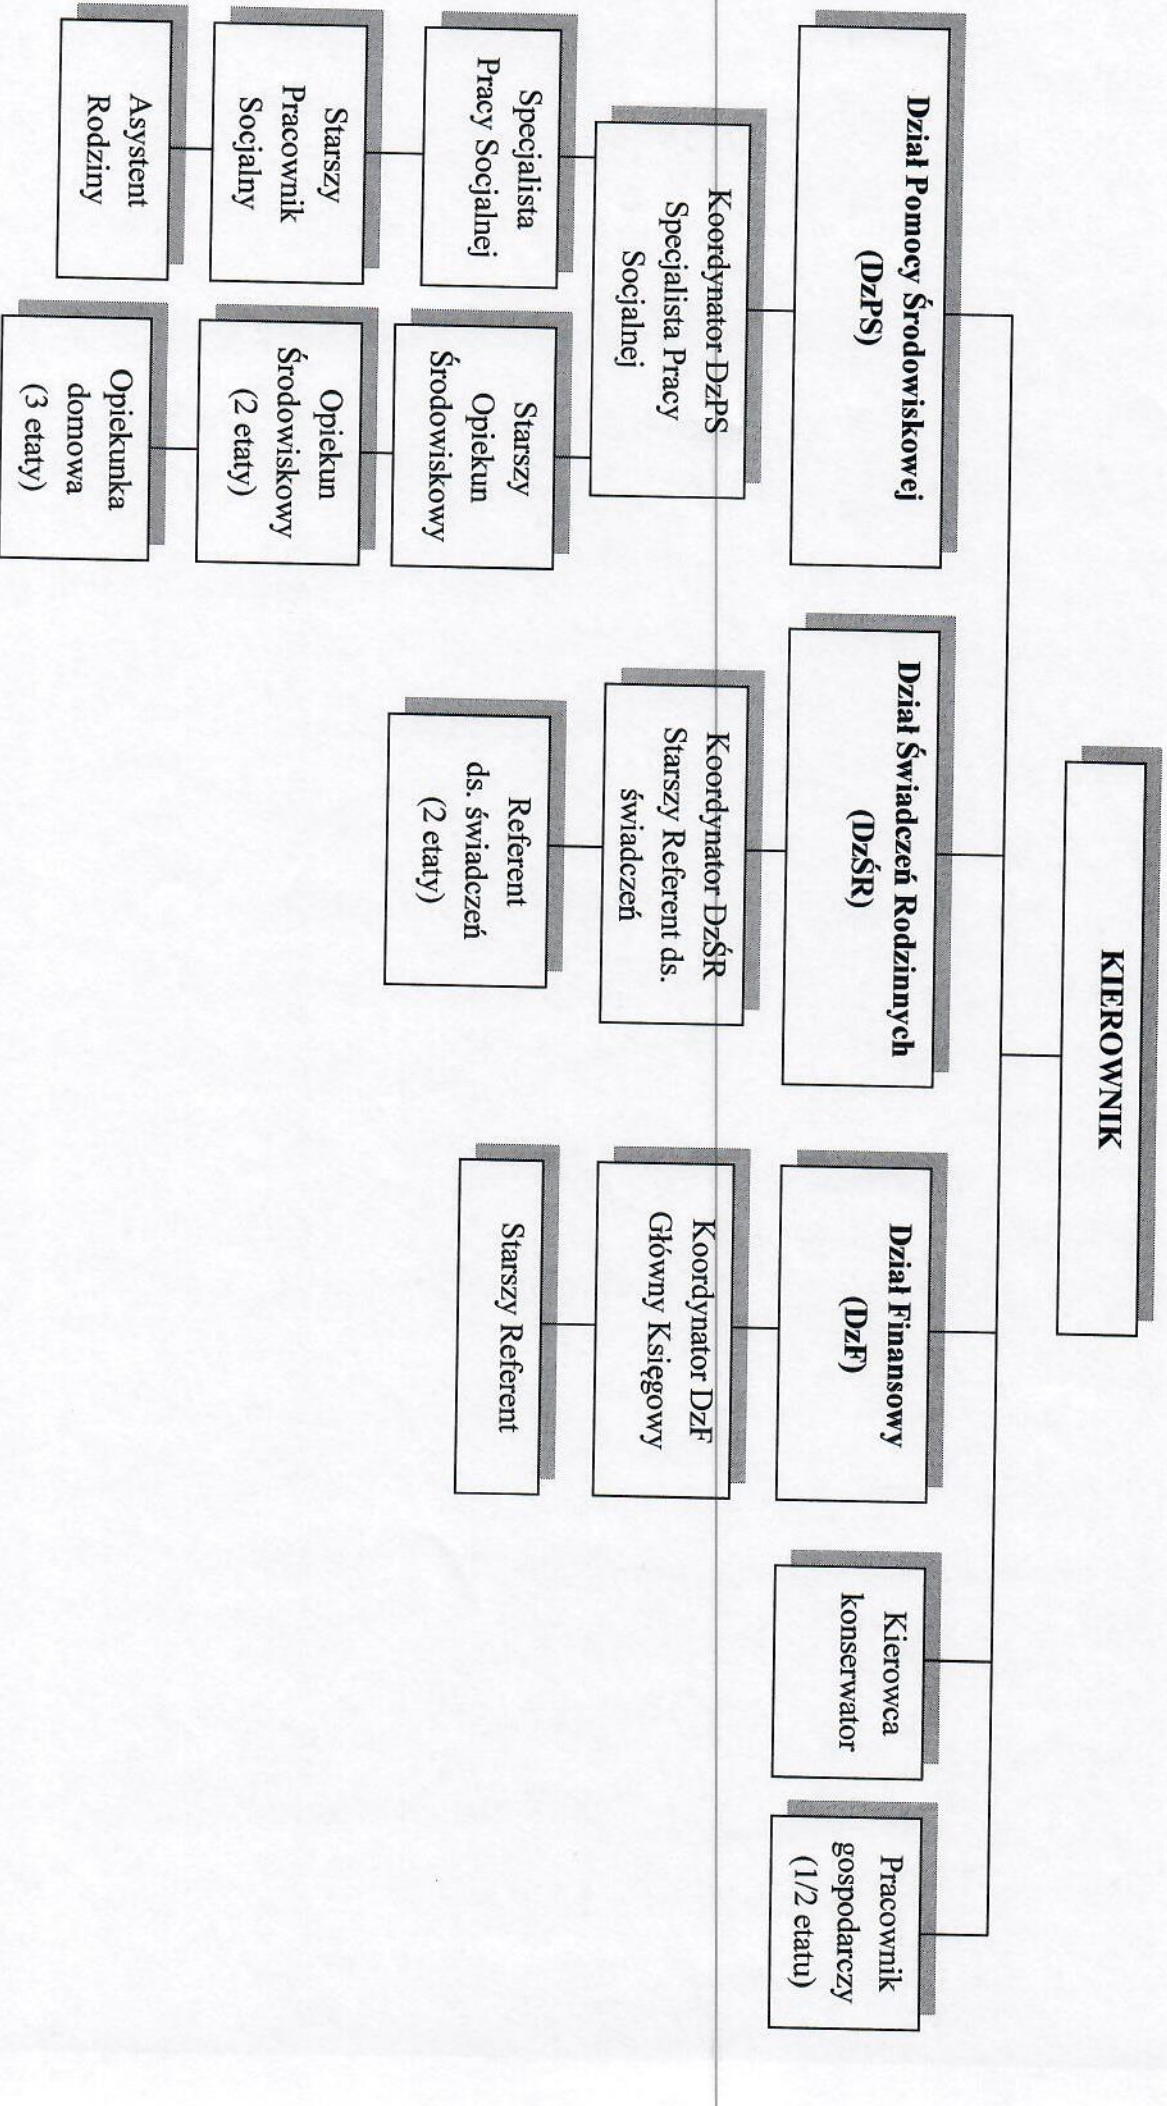 KIEROWNIK
Dział Pomocy Środowiskowej
(DzPS)
Dział Świadczeń Rodzinnych
(DzŚR)
Dział Finansowy
(DzF)
Kierowca
konserwator
Pracownik
gospodarczy
(1/2 etatu)
Koordynator DzPS
Specjalista Pracy
Socjalnej
Koordynator DzŚR
Starszy Referent ds.
świadczeń
Koordynator DzF
Główny Księgowy
Specjalista
Pracy Socjalnej
Starszy
Opiekun
Środowiskowy
Referent
ds. świadczeń
(2 etaty)
Starszy Referent
Starszy
Pracownik
Socjalny
Opiekun
Środowiskowy
(2 etaty)
Asystent
Rodziny
Opiekunka
domowa
(3 etaty)